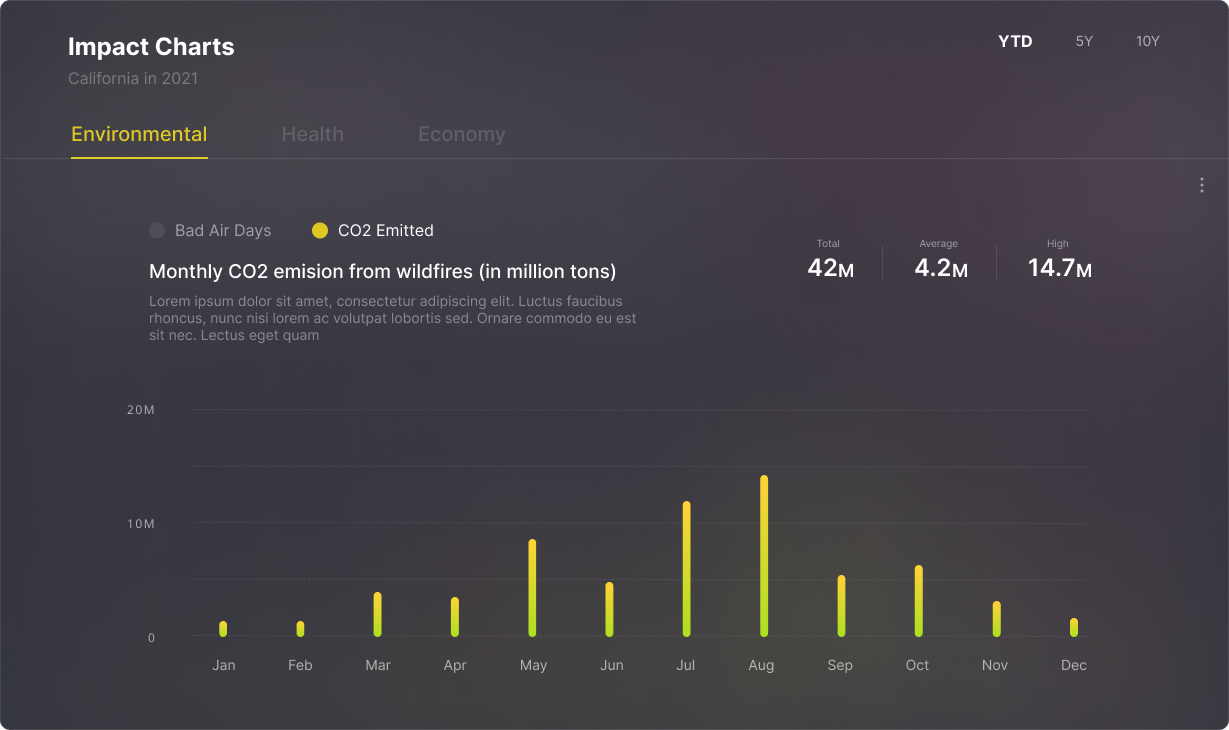 Impact Charts
YTD 5Y 10Y
California in 2021
Environmental Health Economy
Bad Air Days CO2 Emitted
Total Average High
42M 4.2M 14.7M
Monthly CO2 emision from wildfires (in million tons)
Lorem ipsum dolor sit amet, consectetur adipiscing elit. Luctus faucibus
rhoncus, nunc nisi lorem ac volutpat lobortis sed. Ornare commodo eu est
sit nec. Lectus eget quam
20M
10M
0
Jan Feb Mar Apr May Jun Jul Aug Sep Oct Nov Dec